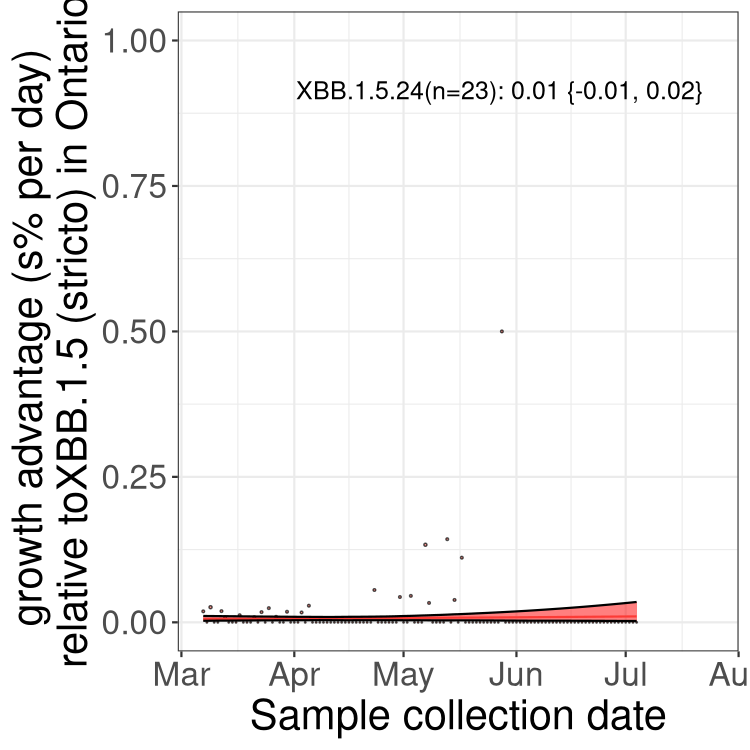 growth advantage (s% per day)
relative toXBB.1.5 (stricto) in Ontario
1.00
0.75
0.50
0.25
0.00
XBB.1.5.24(n=23): 0.01 {-0.01, 0.02}
Mar Apr May Jun Jul Au
Sample collection date